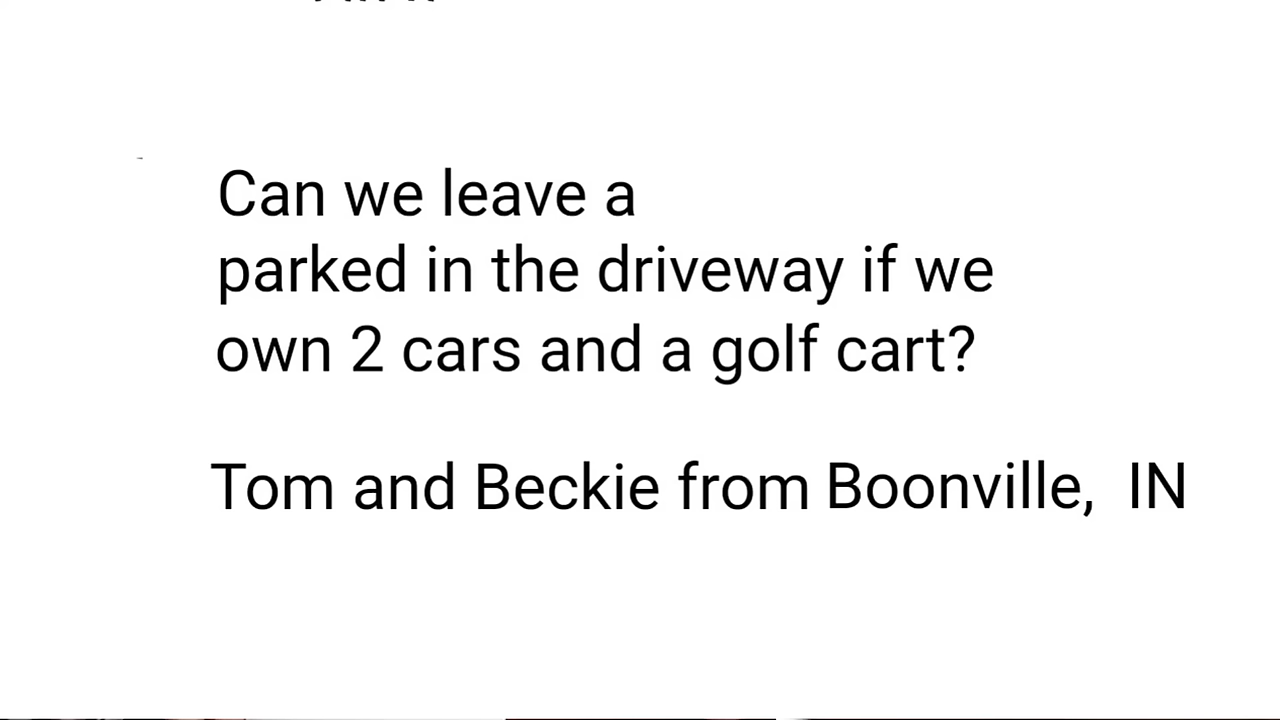 Can we leave a
parked in the driveway if we
own 2 cars and a golf cart?
Tom and Beckie from Boonville, IN